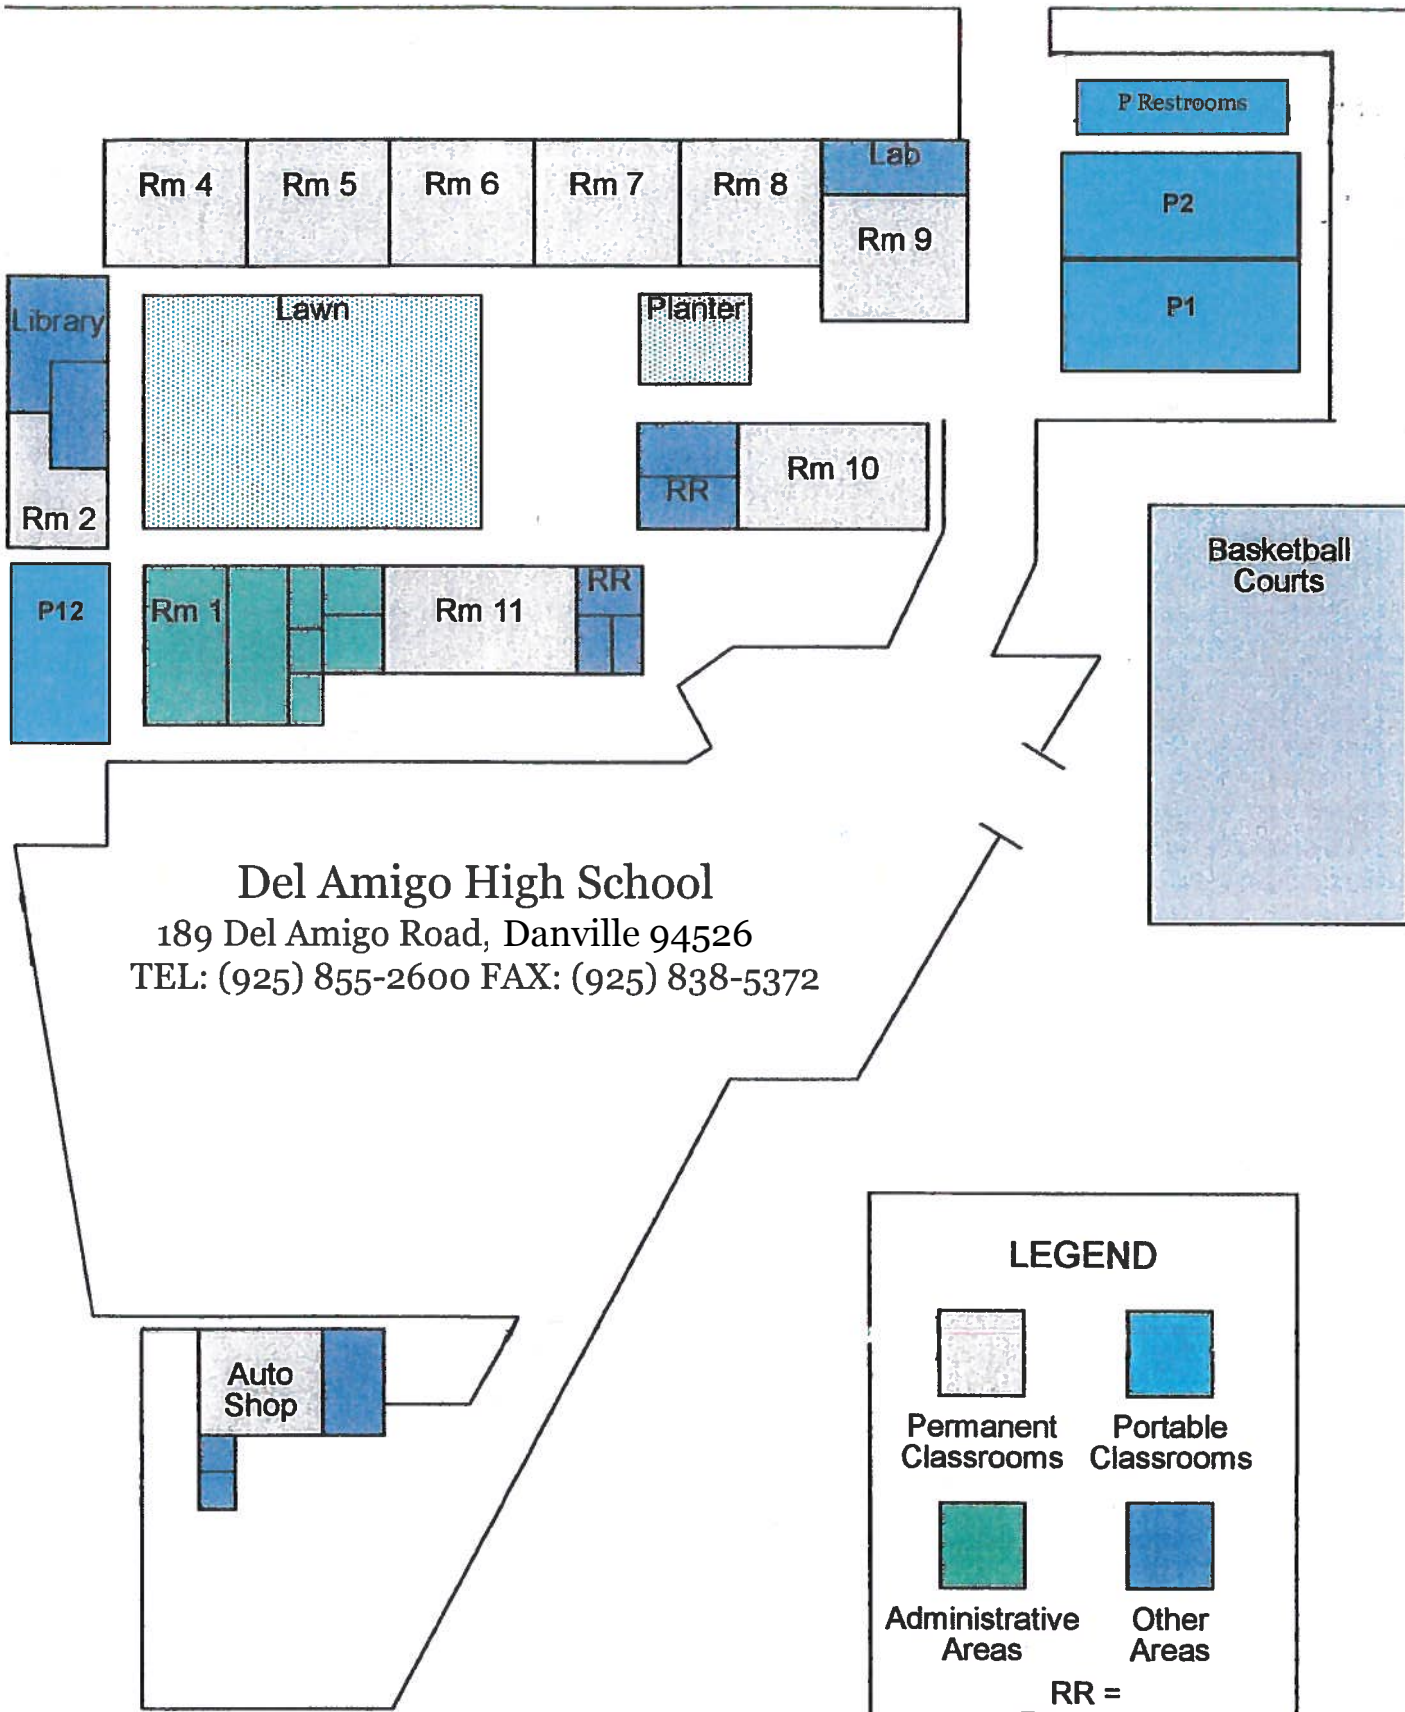 P Restrooms
Lab
Rm 4
Rm 5
Rm 6
Rm 7
Rm 8
P2
Rm 9
Library
Lawn
Planter
P1
Rm 10
RR
Rm 2
Basketball
Courts
P12
Rm 1
Rm 11
RR
Del Amigo High School
189 Del Amigo Road, Danville 94526
TEL: (925) 855-2600 FAX: (925) 838-5372
LEGEND
Auto
Shop
Permanent
Classrooms
Portable
Classrooms
Administrative
Areas
Other
Areas
RR =